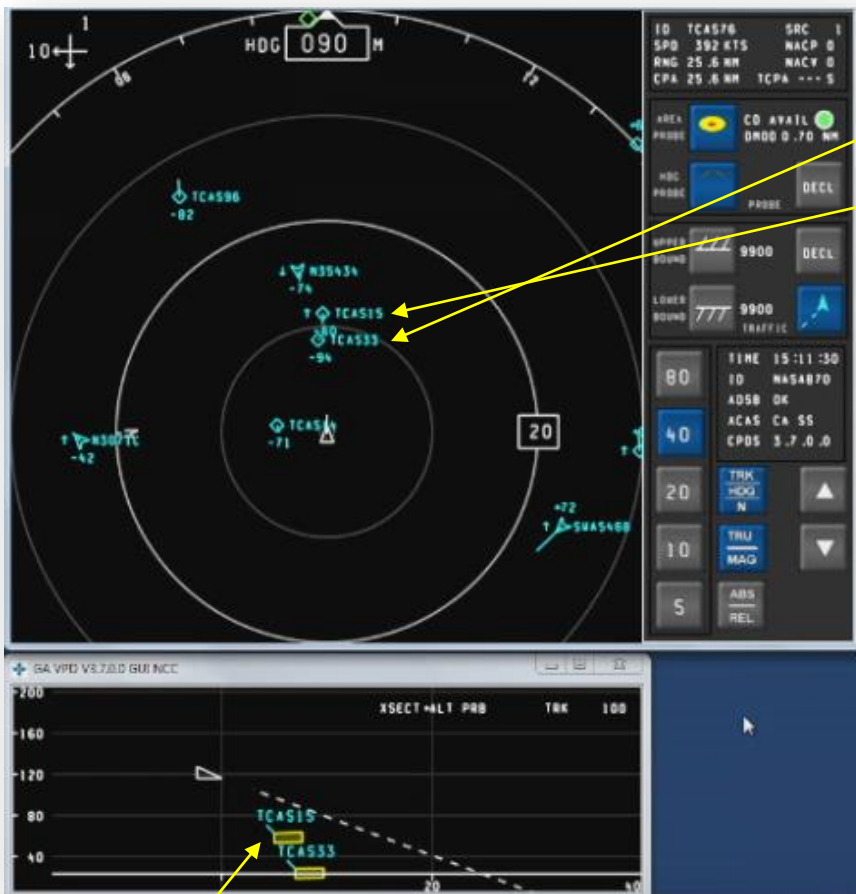 1
10
HDG 090 M
06
12
TCAS96
-82
N35434
-74
TCAS15
-80
TCAS33
-94
-71
-42
20
+72
SWA5468
ID TCAS76 SRC 1
SPD 392 KTS NACP 0
RNG 25.6 NM NACV 0
CPA 25.6 NM TCPA --- S
AREA PROBE
CD AVAIL
DMOD 0.70 NM
HDG PROBE
PROBE
DECL
UPPER BOUND
9900
DECL
LOWER BOUND
9900
TRAFFIC
80
40
20
10
5
TIME 15:11:30
ID NASA870
ADSB OK
ACAS CA SS
CPDS 3.7.0.0
TRK
HDG
N
TRU
MAG
ABS
REL
GA VPD V3.7.0.0 GUI NCC
200
XSECT+ALT PRB TRK 100
160
120
80
TCAS15
40
TCAS33
20
40